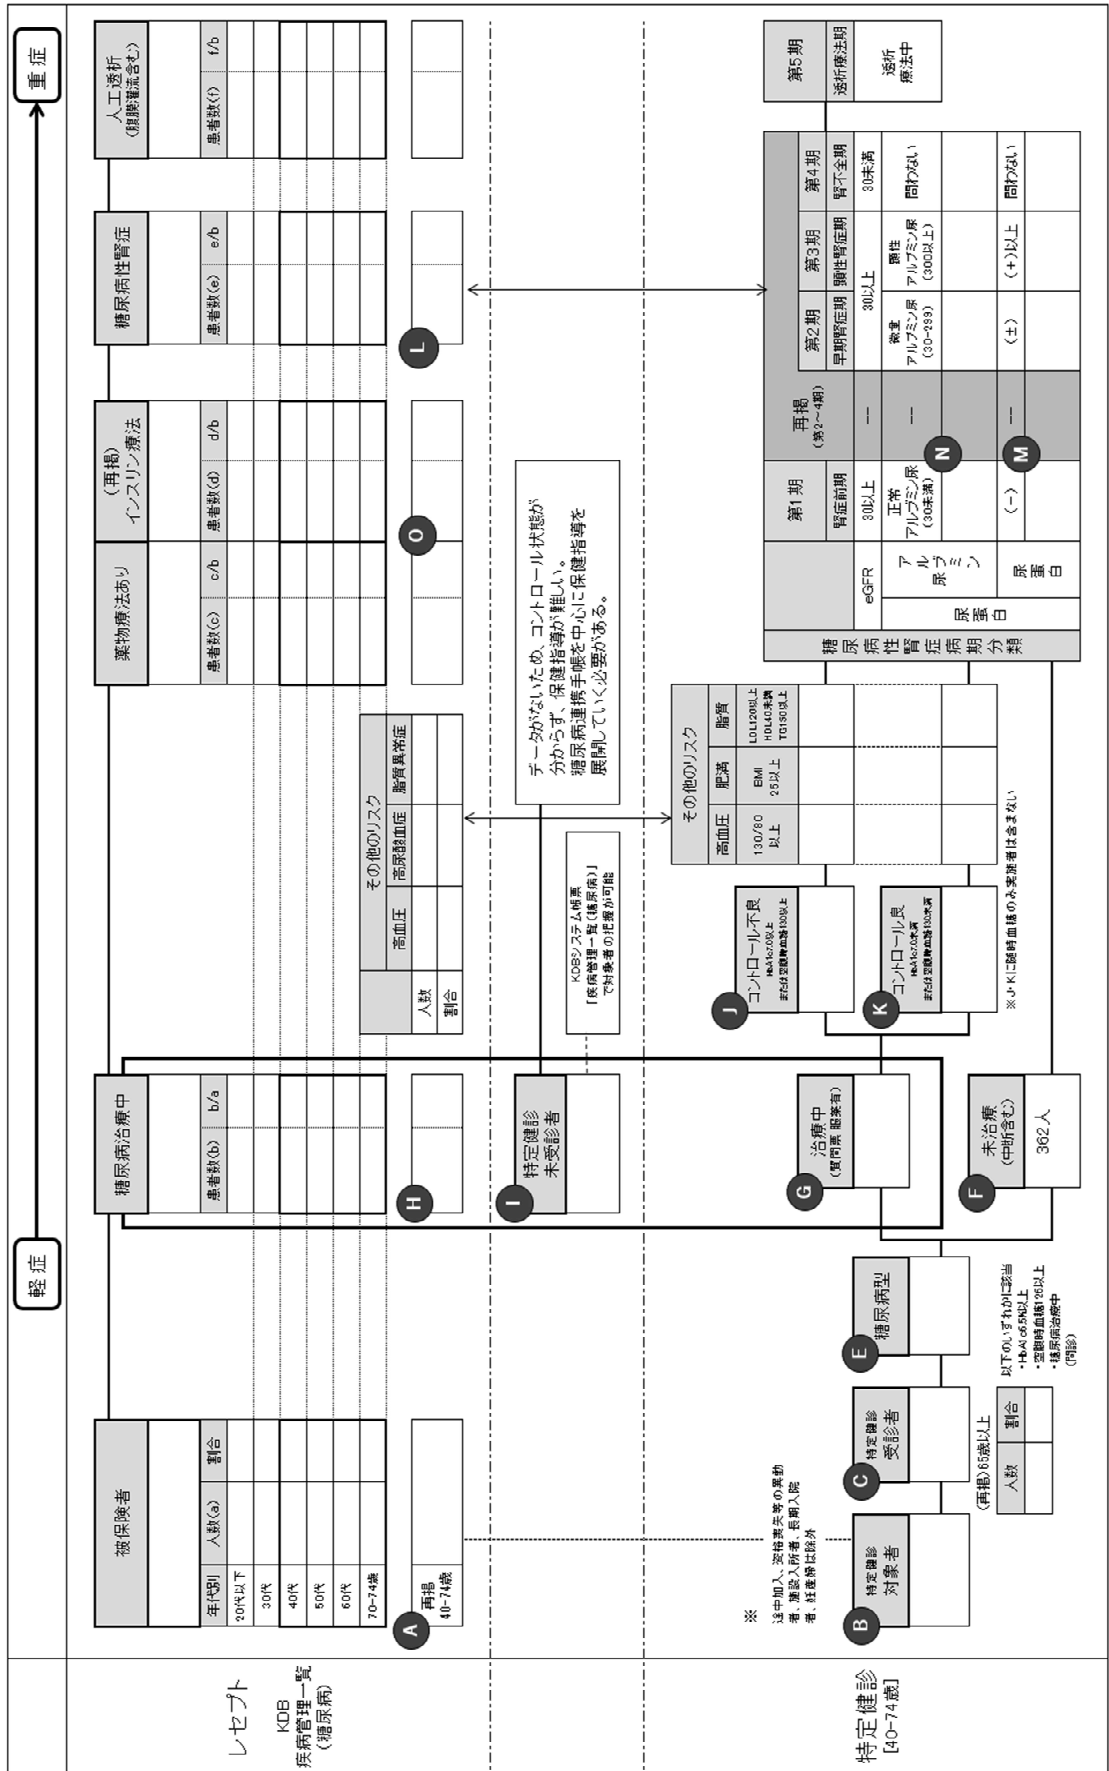 軽症
重症
レセプト
KDB
疾病管理一覧
(糖尿病)
被保険者
年代別
人数(a)
割合
20代以下
30代
40代
50代
60代
70-74歳
A
再掲
40-74歳
糖尿病治療中
患者数(b)
b/a
H
薬物療法あり
患者数(c)
c/b
(再掲)
インスリン療法
患者数(d)
d/b
O
糖尿病性腎症
患者数(e)
e/b
L
人工透析
(腹膜灌流含む)
患者数(f)
f/b
その他のリスク
高血圧
高尿酸血症
脂質異常症
人数
割合
I
特定健診
未受診者
KDBシステム帳票
「疾病管理一覧(糖尿病)」
で対象者の把握が可能
データがないため、コントロール状態が
分からず、保健指導が難しい。
糖尿病連携手帳を中心に保健指導を
展開していく必要がある。
特定健診
[40-74歳]
※
途中加入、資格喪失等の異動
者、施設入所者、長期入院
者、妊産婦は除外
B
特定健診
対象者
C
特定健診
受診者
(再掲)65歳以上
人数
割合
E
糖尿病型
以下のいずれかに該当
・HbA1c6.5%以上
・空腹時血糖126以上
・糖尿病治療中
(問診)
G
治療中
(質問票 服薬有)
F
未治療
(中断含む)
362人
J
コントロール不良
HbA1c7.0以上
または空腹時血糖130以上
K
コントロール良
HbA1c7.0未満
または空腹時血糖130未満
※J・Kに随時血糖のみ実施者は含まない
その他のリスク
高血圧
肥満
脂質
130/80
以上
BMI
25以上
LDL120以上
HDL40未満
TG150以上
糖尿病性腎症病期分類
第1期
再掲
(第2~4期)
第2期
第3期
第4期
第5期
腎症前期
早期腎症期
顕性腎症期
腎不全期
透析療法期
eGFR
30以上
--
30以上
30未満
透析
療法中
尿蛋白
アルブミン尿
正常
アルブミン尿
(30未満)
--
微量
アルブミン尿
(30-299)
顕性
アルブミン尿
(300以上)
問わない
N
尿蛋白
(-)
--
(±)
(+)以上
問わない
M